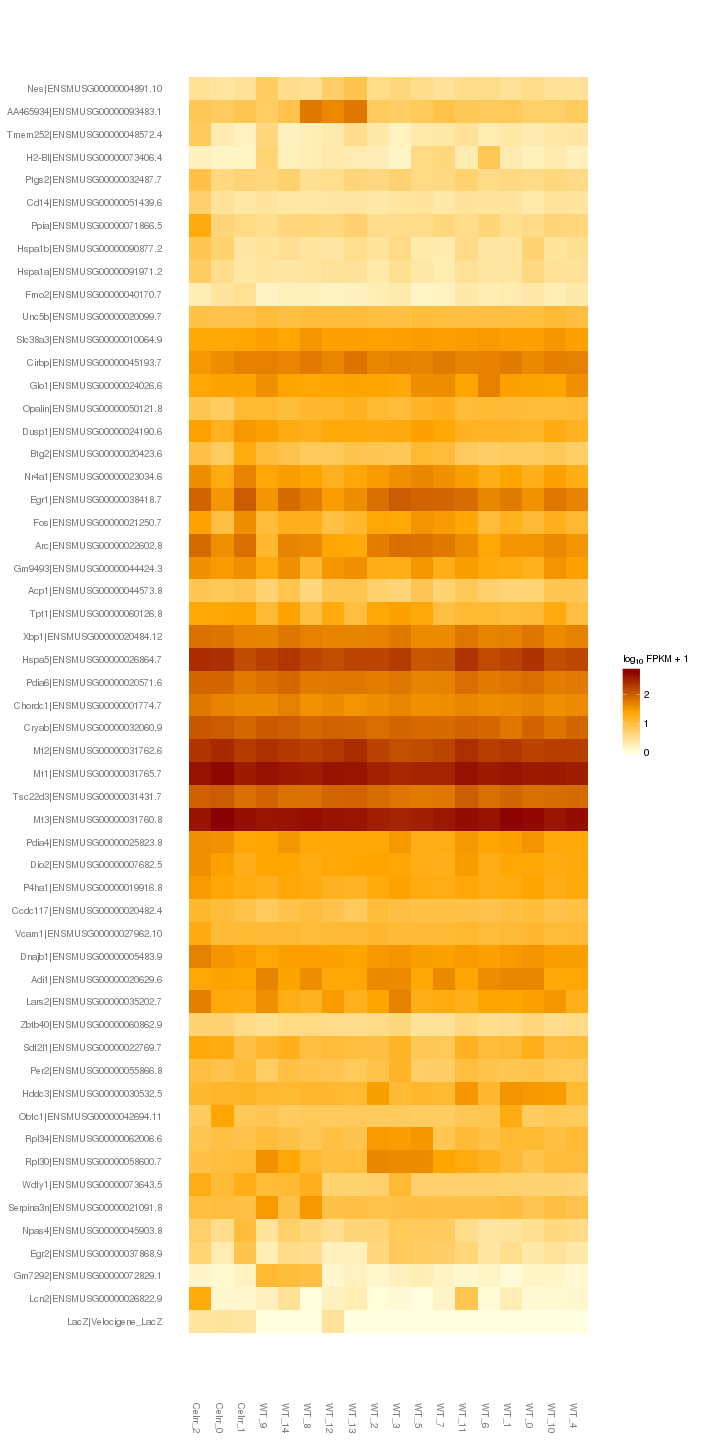 Nes|ENSMUSG00000004891.10
AA465934|ENSMUSG00000093483.1
Tmem252|ENSMUSG00000048572.4
H2-Bl|ENSMUSG00000073406.4
Ptgs2|ENSMUSG00000032487.7
Cd14|ENSMUSG00000051439.6
Ppia|ENSMUSG00000071866.5
Hspa1b|ENSMUSG00000090877.2
Hspa1a|ENSMUSG00000091971.2
Fmo2|ENSMUSG00000040170.7
Unc5b|ENSMUSG00000020099.7
Slc38a3|ENSMUSG00000010064.9
Cirbp|ENSMUSG00000045193.7
Glo1|ENSMUSG00000024026.6
Opalin|ENSMUSG00000050121.8
Dusp1|ENSMUSG00000024190.6
Btg2|ENSMUSG00000020423.6
Nr4a1|ENSMUSG00000023034.6
Egr1|ENSMUSG00000038418.7
Fos|ENSMUSG00000021250.7
Arc|ENSMUSG00000022602.8
Gm9493|ENSMUSG00000044424.3
Acp1|ENSMUSG00000044573.8
Tpt1|ENSMUSG00000060126.8
Xbp1|ENSMUSG00000020484.12
Hspa5|ENSMUSG00000026864.7
Pdia6|ENSMUSG00000020571.6
Chordc1|ENSMUSG00000001774.7
Cryab|ENSMUSG00000032060.9
Mt2|ENSMUSG00000031762.6
Mt1|ENSMUSG00000031765.7
Tsc22d3|ENSMUSG00000031431.7
Mt3|ENSMUSG00000031760.8
Pdia4|ENSMUSG00000025823.8
Dio2|ENSMUSG00000007682.5
P4ha1|ENSMUSG00000019916.8
Ccdc117|ENSMUSG00000020482.4
Vcam1|ENSMUSG00000027962.10
Dnajb1|ENSMUSG00000005483.9
Adi1|ENSMUSG00000020629.6
Lars2|ENSMUSG00000035202.7
Zbtb40|ENSMUSG00000060862.9
Sdf2l1|ENSMUSG00000022769.7
Per2|ENSMUSG00000055866.8
Hddc3|ENSMUSG00000030532.5
Obfc1|ENSMUSG00000042694.11
Rpl34|ENSMUSG00000062006.6
Rpl30|ENSMUSG00000058600.7
Wdfy1|ENSMUSG00000073643.5
Serpina3n|ENSMUSG00000021091.8
Npas4|ENSMUSG00000045903.8
Egr2|ENSMUSG00000037868.9
Gm7292|ENSMUSG00000072829.1
Lcn2|ENSMUSG00000026822.9
LacZ|Velocigene_LacZ
log10 FPKM + 1
2
1
0
Celrr_2
Celrr_0
Celrr_1
WT_9
WT_14
WT_8
WT_12
WT_13
WT_2
WT_3
WT_5
WT_7
WT_11
WT_6
WT_1
WT_0
WT_10
WT_4